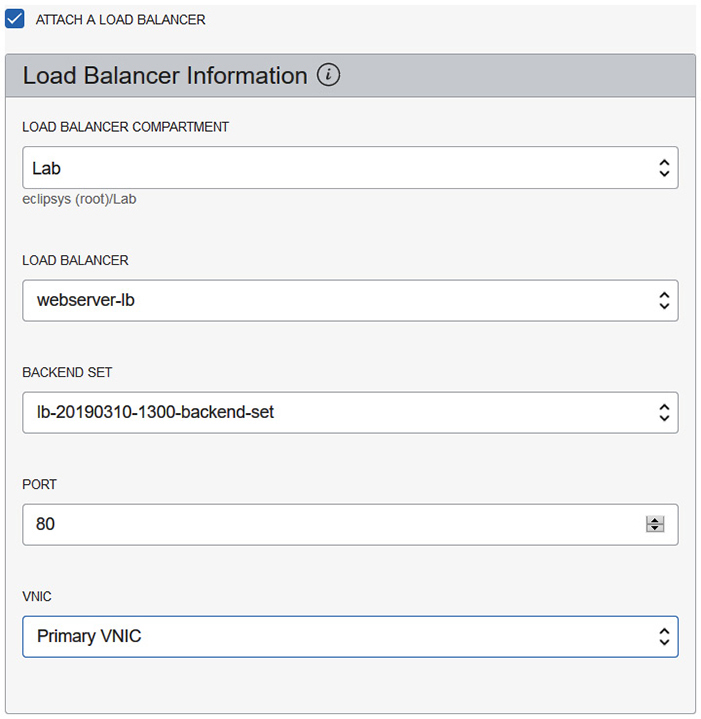 ATTACH A LOAD BALANCER
Load Balancer Information i
LOAD BALANCER COMPARTMENT
Lab
eclipsys (root)/Lab
LOAD BALANCER
webserver-lb
BACKEND SET
lb-20190310-1300-backend-set
PORT
80
VNIC
Primary VNIC